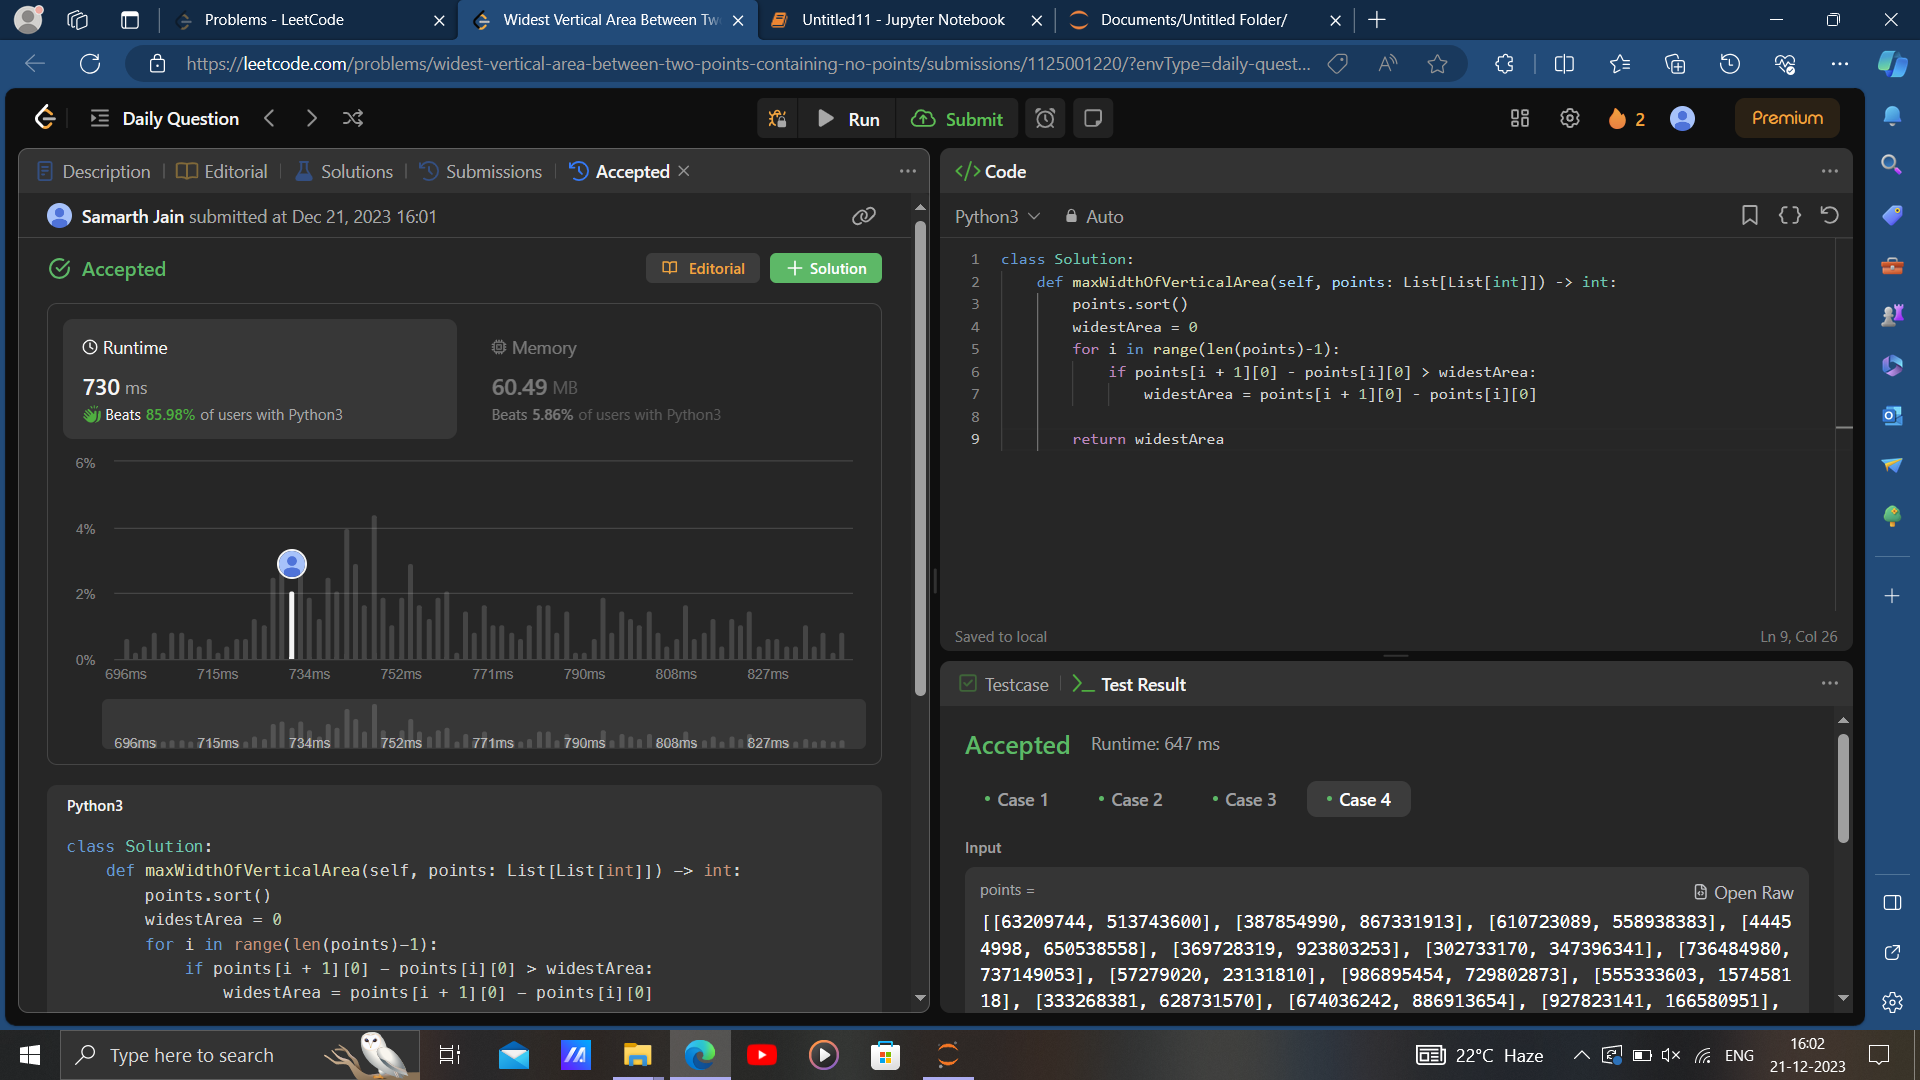 Problems - LeetCode
Widest Vertical Area Between Tw
Untitled11 - Jupyter Notebook
Documents/Untitled Folder/
https://leetcode.com/problems/widest-vertical-area-between-two-points-containing-no-points/submissions/1125001220/?envType=daily-quest...
Daily Question
Run
Submit
2
Premium
Description
Editorial
Solutions
Submissions
Accepted
Samarth Jain submitted at Dec 21, 2023 16:01
Accepted
Editorial
Solution
Runtime
730 ms
Beats 85.98% of users with Python3
Memory
60.49 MB
Beats 5.86% of users with Python3
6%
4%
2%
0%
696ms 715ms 734ms 752ms 771ms 790ms 808ms 827ms
696ms 715ms 734ms 752ms 771ms 790ms 808ms 827ms
Python3
class Solution:
    def maxWidthOfVerticalArea(self, points: List[List[int]]) -> int:
        points.sort()
        widestArea = 0
        for i in range(len(points)-1):
            if points[i + 1][0] - points[i][0] > widestArea:
                widestArea = points[i + 1][0] - points[i][0]
Code
Python3
Auto
1 class Solution:
2     def maxWidthOfVerticalArea(self, points: List[List[int]]) -> int:
3         points.sort()
4         widestArea = 0
5         for i in range(len(points)-1):
6             if points[i + 1][0] - points[i][0] > widestArea:
7                 widestArea = points[i + 1][0] - points[i][0]
8
9         return widestArea
Saved to local
Ln 9, Col 26
Testcase
Test Result
Accepted
Runtime: 647 ms
Case 1
Case 2
Case 3
Case 4
Input
points =
Open Raw
[[63209744, 513743600], [387854990, 867331913], [610723089, 558938383], [4445
4998, 650538558], [369728319, 923803253], [302733170, 347396341], [736484980,
737149053], [57279020, 23131810], [986895454, 729802873], [555333603, 1574581
18], [333268381, 628731570], [674036242, 886913654], [927823141, 166580951],
Type here to search
22°C Haze
ENG
16:02
21-12-2023